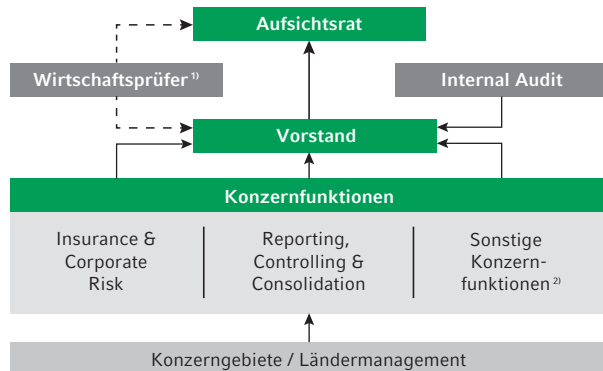 Aufsichtsrat
Wirtschaftsprüfer ¹⁾
Internal Audit
Vorstand
Konzernfunktionen
Insurance &
Corporate
Risk
Reporting,
Controlling &
Consolidation
Sonstige
Konzern-
funktionen ²⁾
Konzerngebiete / Ländermanagement